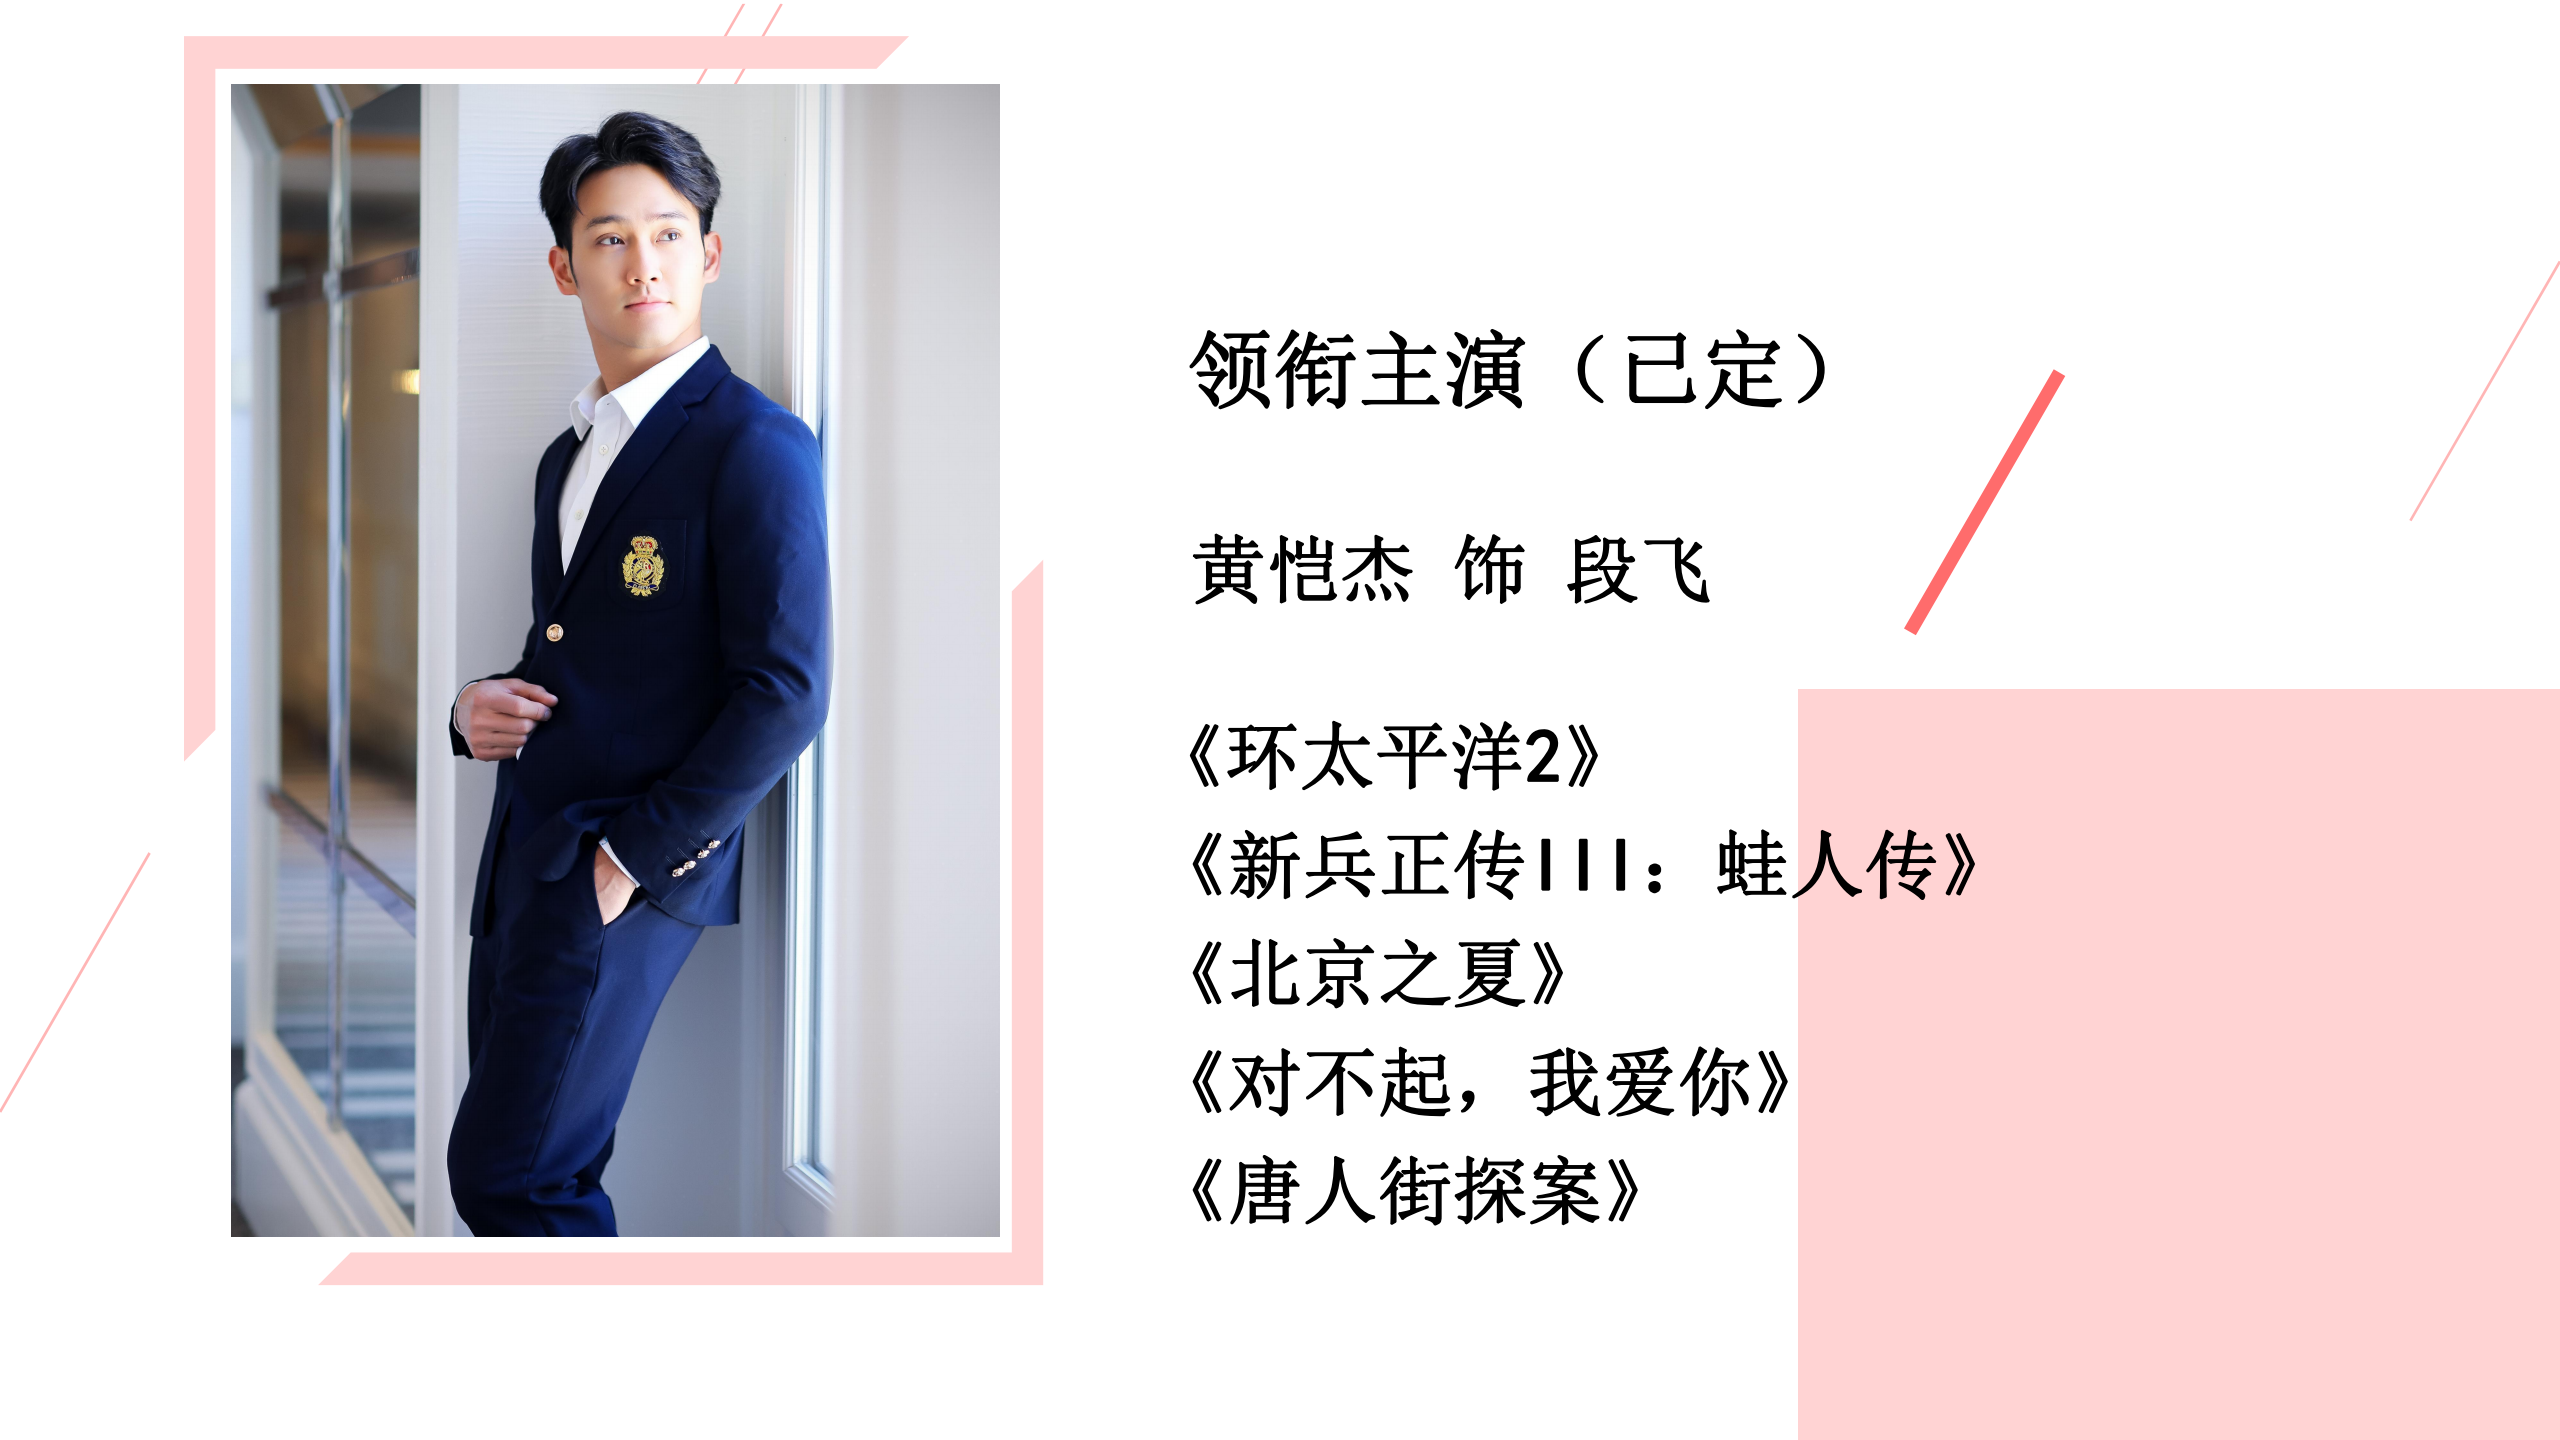 领衔主演（已定）
黄恺杰 饰 段飞
《环太平洋2》
《新兵正传III：蛙人传》
《北京之夏》
《对不起，我爱你》
《唐人街探案》